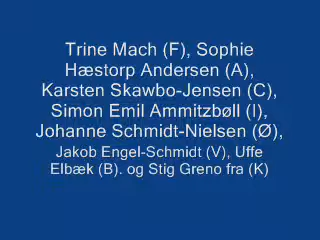 Trine Mach (F), Sophie
Hæstorp Andersen (A),
Karsten Skawbo-Jensen (C),
Simon Emil Ammitzbøll (I),
Johanne Schmidt-Nielsen (Ø),
Jakob Engel-Schmidt (V), Uffe
Elbæk (B). og Stig Greno fra (K)